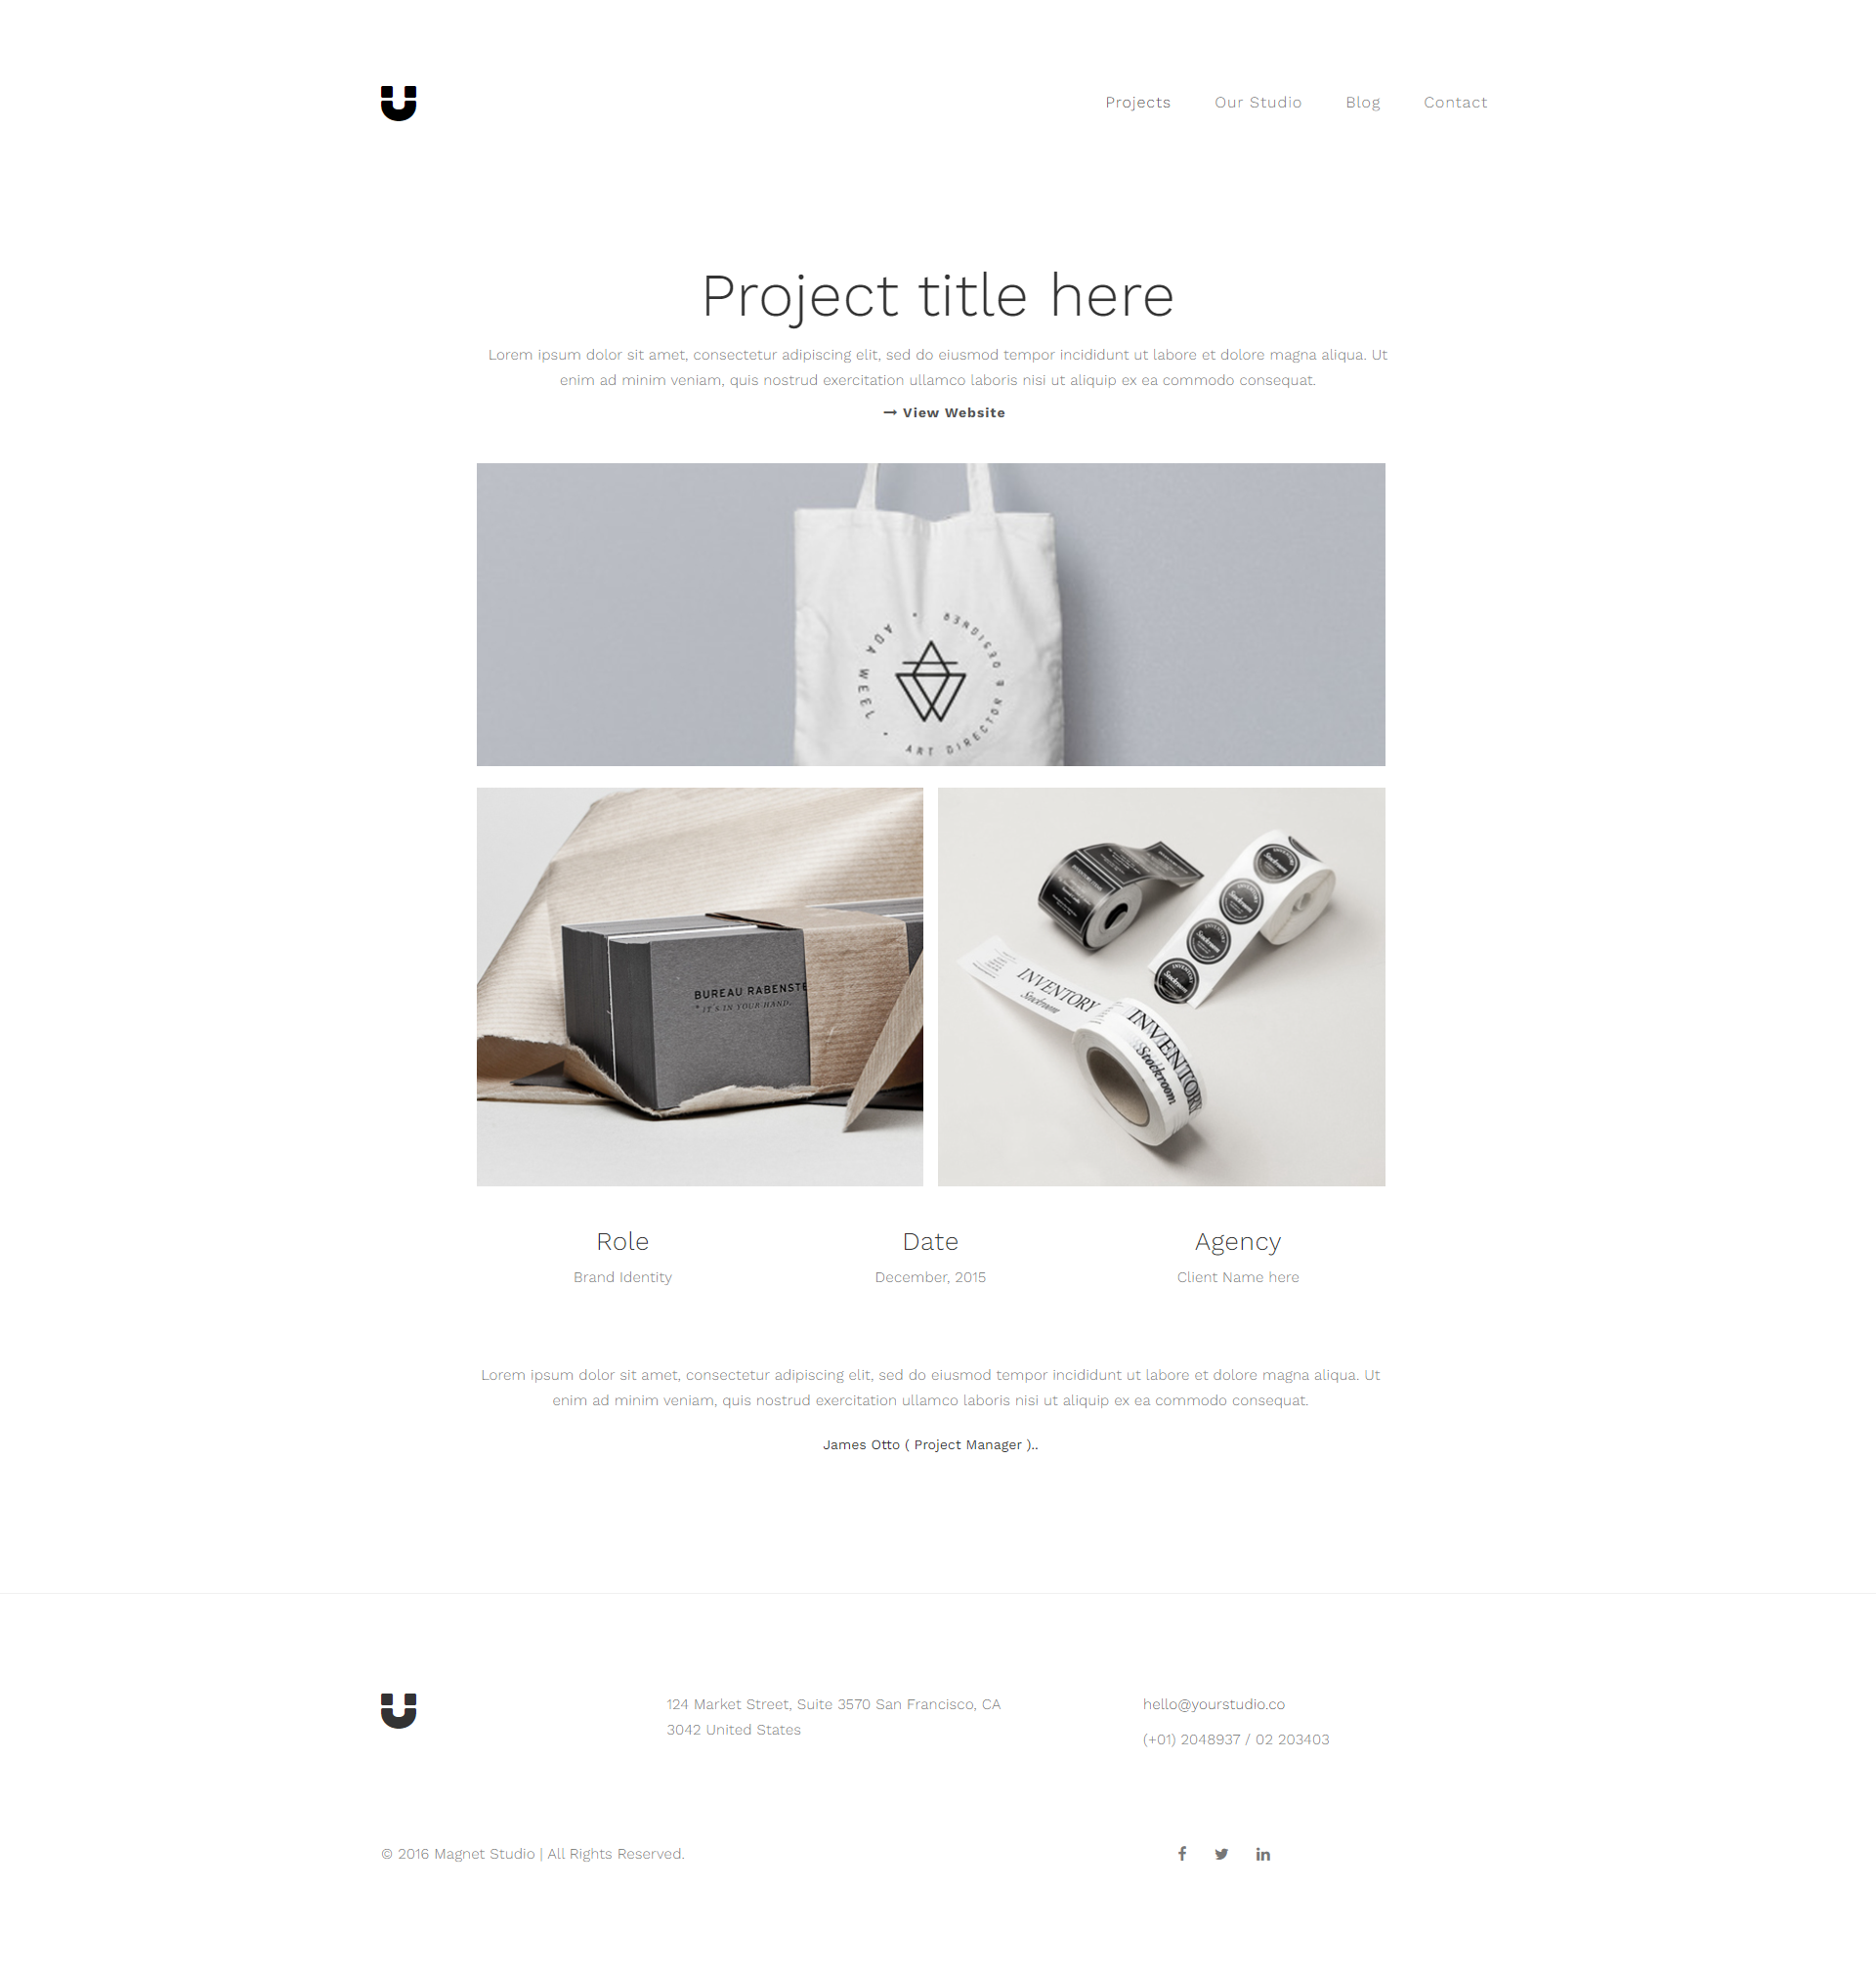 Projects Our Studio Blog Contact
Project title here
Lorem ipsum dolor sit amet, consectetur adipiscing elit, sed do eiusmod tempor incididunt ut labore et dolore magna aliqua. Ut
enim ad minim veniam, quis nostrud exercitation ullamco laboris nisi ut aliquip ex ea commodo consequat.
View Website
ADA WEEL • ART DIRECTOR & DESIGNER •
BUREAU RABENSTE
"IT'S IN YOUR HAND"
INVENTORY
Stockroom
INVENTORY
Stockroom
Role Date Agency
Brand Identity December, 2015 Client Name here
Lorem ipsum dolor sit amet, consectetur adipiscing elit, sed do eiusmod tempor incididunt ut labore et dolore magna aliqua. Ut
enim ad minim veniam, quis nostrud exercitation ullamco laboris nisi ut aliquip ex ea commodo consequat.
James Otto ( Project Manager )..
124 Market Street, Suite 3570 San Francisco, CA
3042 United States
hello@yourstudio.co
(+01) 2048937 / 02 203403
© 2016 Magnet Studio | All Rights Reserved.